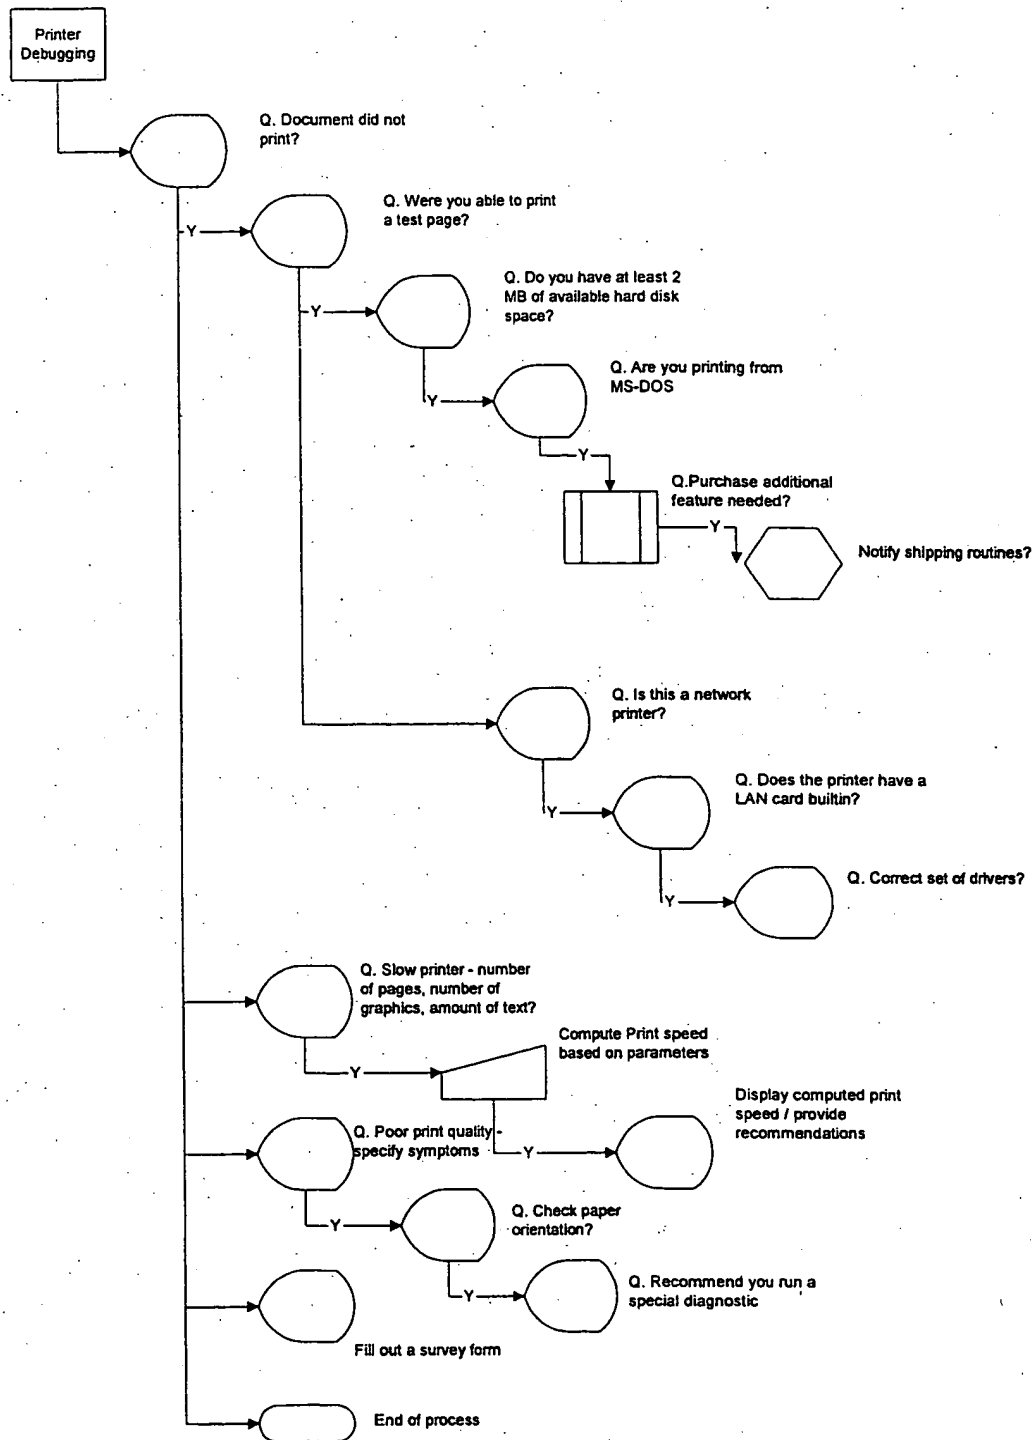 Printer
Debugging
Q. Document did not
print?
Y
Q. Were you able to print
a test page?
Y
Q. Do you have at least 2
MB of available hard disk
space?
Y
Q. Are you printing from
MS-DOS
Y
Q.Purchase additional
feature needed?
Y
Notify shipping routines?
Q. Is this a network
printer?
Y
Q. Does the printer have a
LAN card builtin?
Y
Q. Correct set of drivers?
Q. Slow printer - number
of pages, number of
graphics, amount of text?
Y
Compute Print speed
based on parameters
Y
Display computed print
speed / provide
recommendations
Q. Poor print quality -
specify symptoms
Y
Q. Check paper
orientation?
Y
Q. Recommend you run a
special diagnostic
Fill out a survey form
End of process